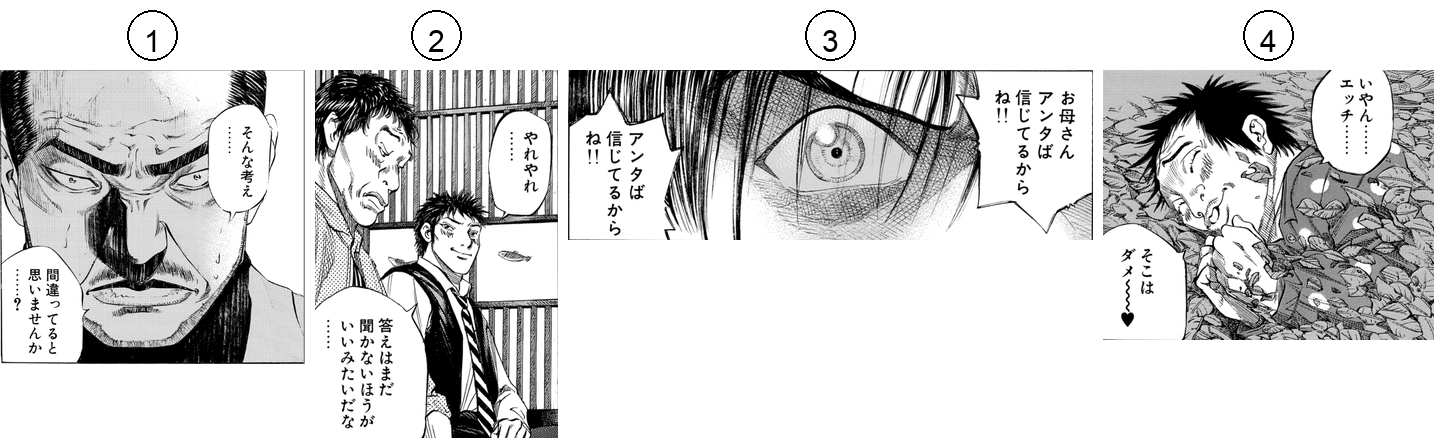 1
そんな考え
……
間違ってると
思いませんか
……?
2
やれやれ
……
答えはまだ
聞かないほうが
いいみたいだな
……
3
お母さん
アンタば
信じてるから
ね!!
アンタば
信じてるから
ね!!
4
いやん……
エッチ……
そこは
ダメ〜〜♥